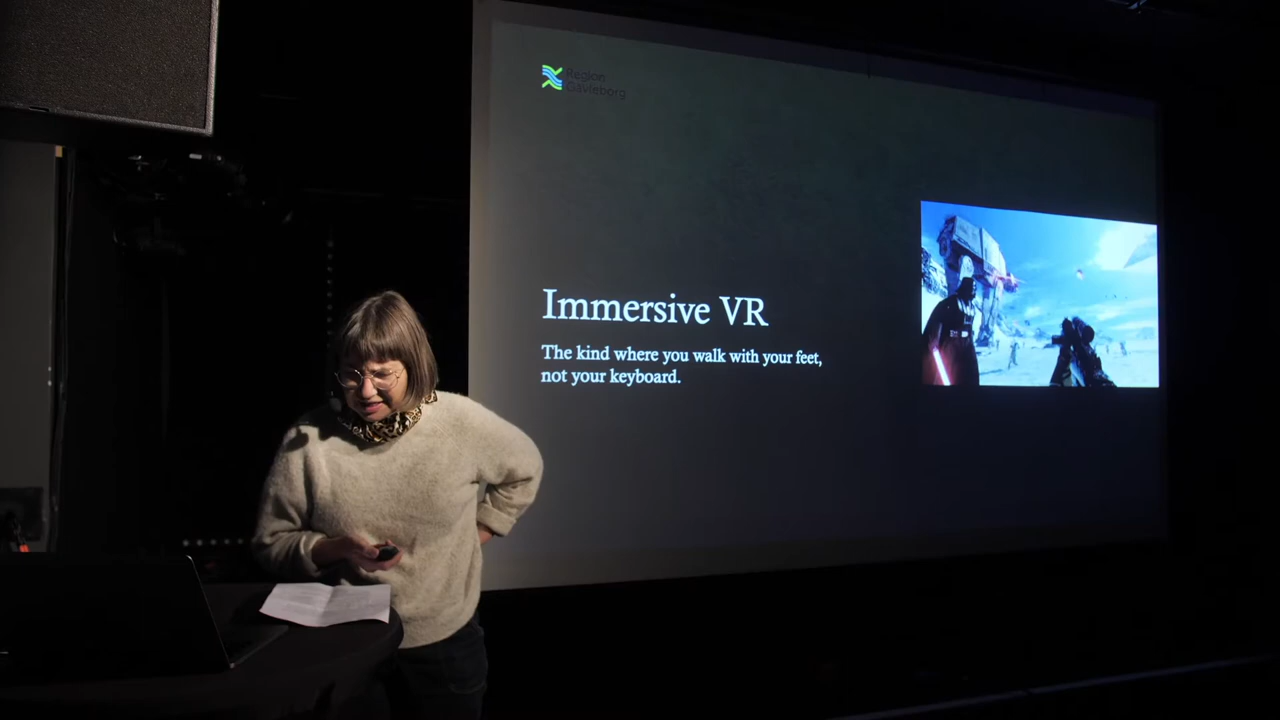 Region
Gävleborg
Immersive VR
The kind where you walk with your feet,
not your keyboard.